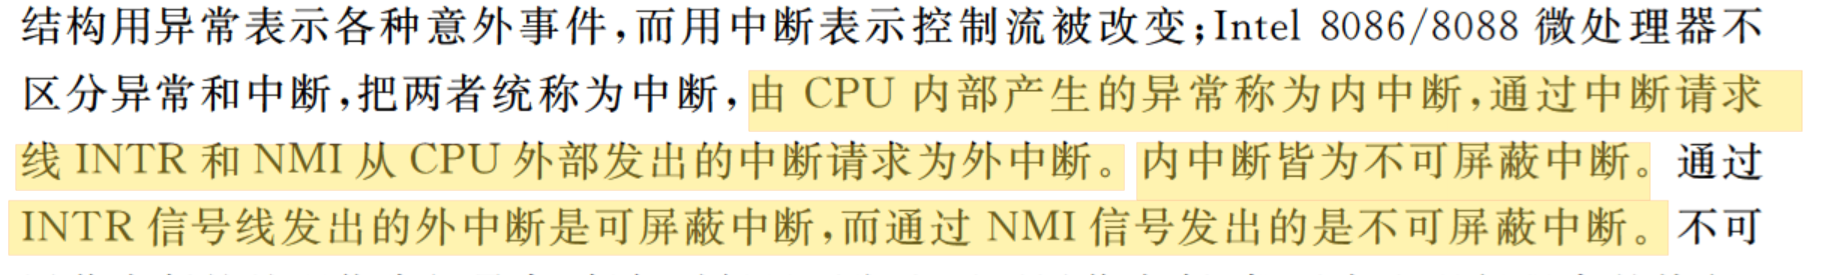 结构用异常表示各种意外事件,而用中断表示控制流被改变;Intel 8086/8088 微处理器不
区分异常和中断,把两者统称为中断,由 CPU 内部产生的异常称为内中断,通过中断请求
线 INTR 和 NMI 从 CPU 外部发出的中断请求为外中断。内中断皆为不可屏蔽中断。通过
INTR 信号线发出的外中断是可屏蔽中断,而通过 NMI 信号发出的是不可屏蔽中断。不可